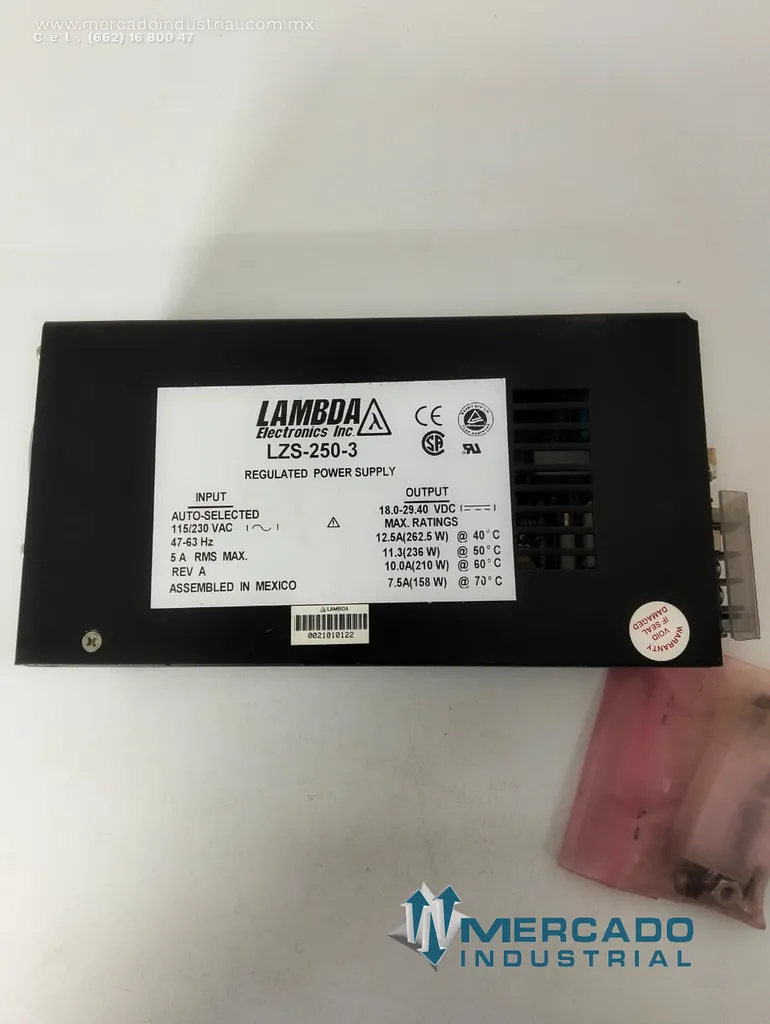 www.mercadoindustrial.com.mx
Cel. (662) 16 800 47
LAMBDA
Electronics Inc.
LZS-250-3
REGULATED POWER SUPPLY
INPUT
AUTO-SELECTED
115/230 VAC
47-63 Hz
5 A RMS MAX.
REV A
ASSEMBLED IN MEXICO
OUTPUT
18.0-29.40 VDC
MAX. RATINGS
12.5A(262.5 W) @ 40°C
11.3(236 W) @ 50°C
10.0A(210 W) @ 60°C
7.5A(158 W) @ 70°C
LAMBDA
0021010122
WARRANTY
VOID
IF SEAL
DAMAGED
MERCADO
INDUSTRIAL